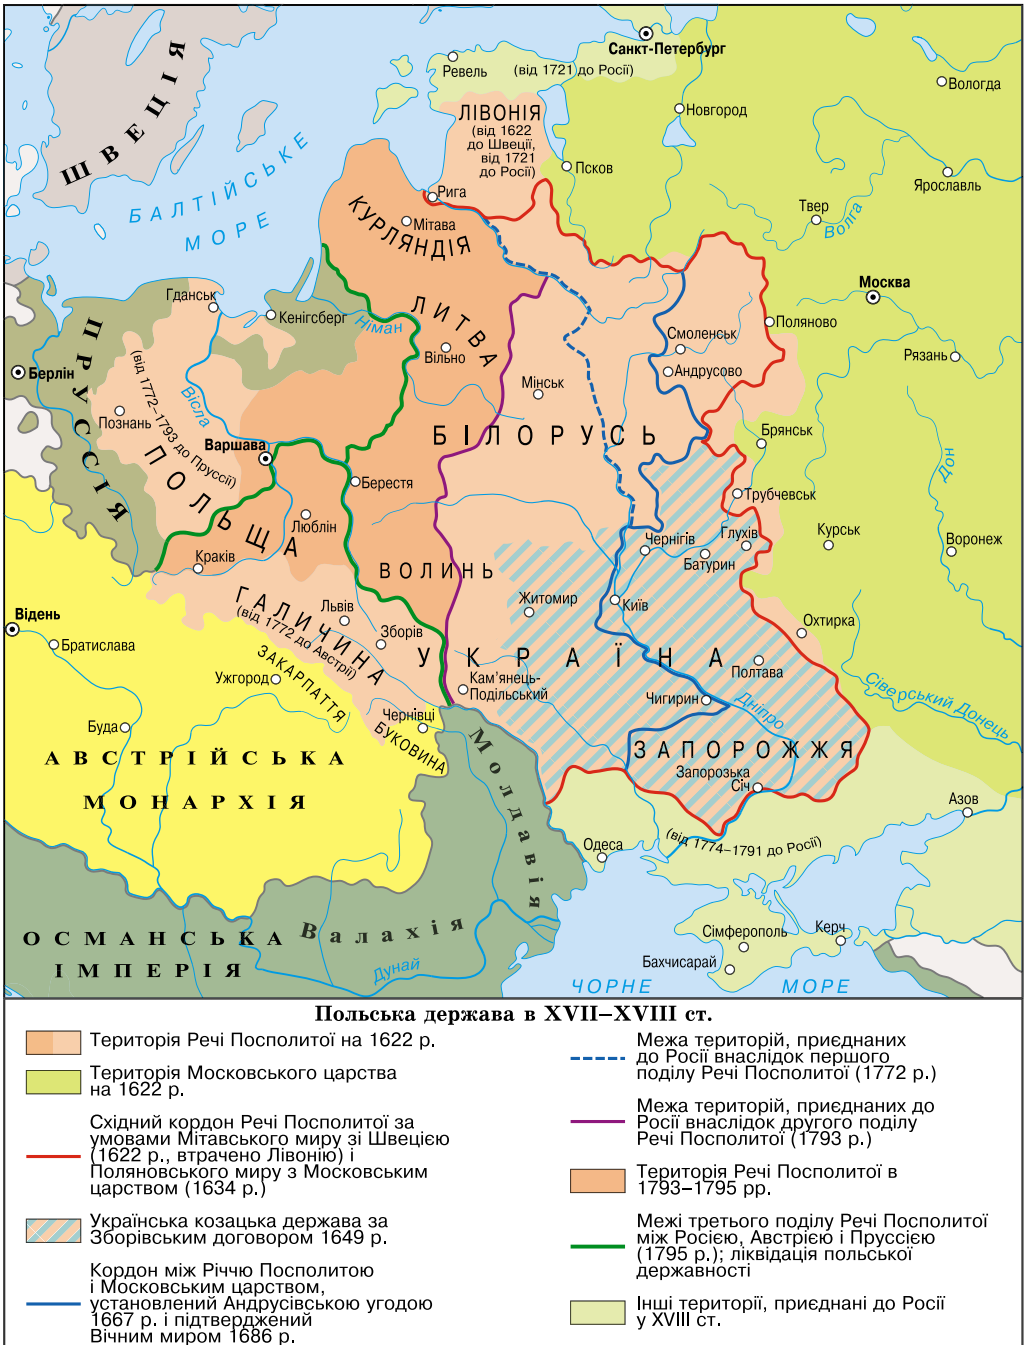 Санкт-Петербург
Ревель
(від 1721 до Росії)
Вологда
ШВЕЦІЯ
ЛІВОНІЯ
(від 1622
до Швеції,
від 1721
до Росії)
Новгород
Псков
Ярославль
БАЛТІЙСЬКЕ
МОРЕ
Рига
КУРЛЯНДІЯ
Мітава
Твер
Волга
Москва
Гданськ
Кенігсберг
Німан
ЛИТВА
Вільно
Смоленськ
Поляново
Андрусово
Рязань
Берлін
ПРУССІЯ
(від 1772–1793 до Пруссії)
Вісла
Мінськ
Познань
Варшава
БІЛОРУСЬ
Брянськ
Дон
ПОЛЬЩА
Берестя
Трубчевськ
Люблін
Чернігів
Глухів
Батурин
Курськ
Воронеж
Краків
ВОЛИНЬ
ГАЛИЧИНА
(від 1772 до Австрії)
Львів
Зборів
Житомир
Київ
Охтирка
Відень
Братислава
ЗАКАРПАТТЯ
Ужгород
УКРАЇНА
Полтава
Кам’янець-
Подільський
Чигирин
Дніпро
Сіверський Донець
Буда
Чернівці
БУКОВИНА
Молдавія
ЗАПОРОЖЖЯ
Запорозька
Січ
АВСТРІЙСЬКА
МОНАРХІЯ
Азов
Одеса
(від 1774–1791 до Росії)
ОСМАНСЬКА
ІМПЕРІЯ
Валахія
Дунай
Сімферополь
Керч
Бахчисарай
ЧОРНЕ МОРЕ
Польська держава в XVII–XVIII ст.
Територія Речі Посполитої на 1622 р.
Територія Московського царства
на 1622 р.
Східний кордон Речі Посполитої за
умовами Мітавського миру зі Швецією
(1622 р., втрачено Лівонію) і
Поляновського миру з Московським
царством (1634 р.)
Українська козацька держава за
Зборівським договором 1649 р.
Кордон між Річчю Посполитою
і Московським царством,
установлений Андрусівською угодою
1667 р. і підтверджений
Вічним миром 1686 р.
Межа територій, приєднаних
до Росії внаслідок першого
поділу Речі Посполитої (1772 р.)
Межа територій, приєднаних до
Росії внаслідок другого поділу
Речі Посполитої (1793 р.)
Територія Речі Посполитої в
1793–1795 рр.
Межі третього поділу Речі Посполитої
між Росією, Австрією і Пруссією
(1795 р.); ліквідація польської
державності
Інші території, приєднані до Росії
у XVIII ст.